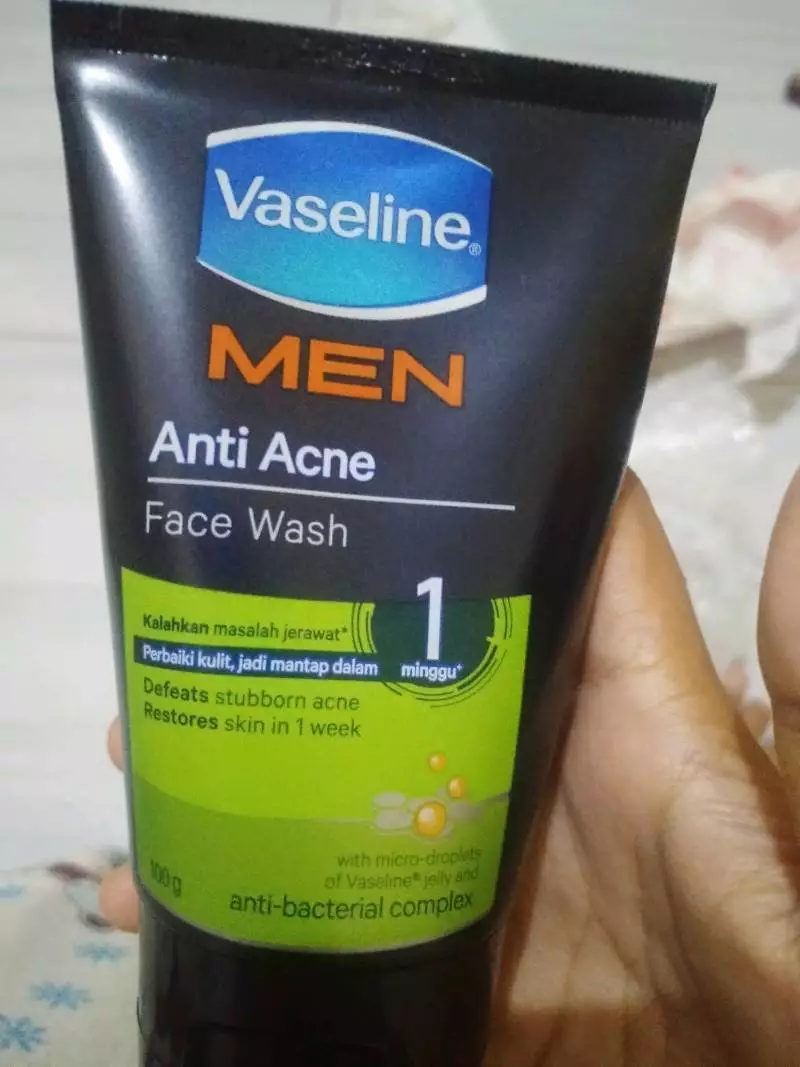 Vaseline®
MEN
Anti Acne
Face Wash
Kalahkan masalah jerawat*
Perbaiki kulit, jadi mantap dalam
1
minggu*
Defeats stubborn acne
Restores skin in 1 week
with micro-droplets
of Vaseline® jelly and
anti-bacterial complex
100 g